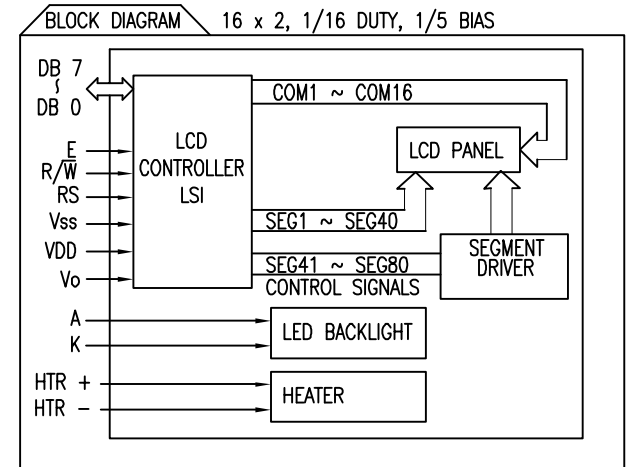 BLOCK DIAGRAM 16 x 2, 1/16 DUTY, 1/5 BIAS
DB 7
~
DB 0
E
R/W̅
RS
Vss
VDD
Vo
LCD
CONTROLLER
LSI
COM1 ~ COM16
LCD PANEL
SEG1 ~ SEG40
SEG41 ~ SEG80
CONTROL SIGNALS
SEGMENT
DRIVER
A
K
LED BACKLIGHT
HTR +
HTR -
HEATER